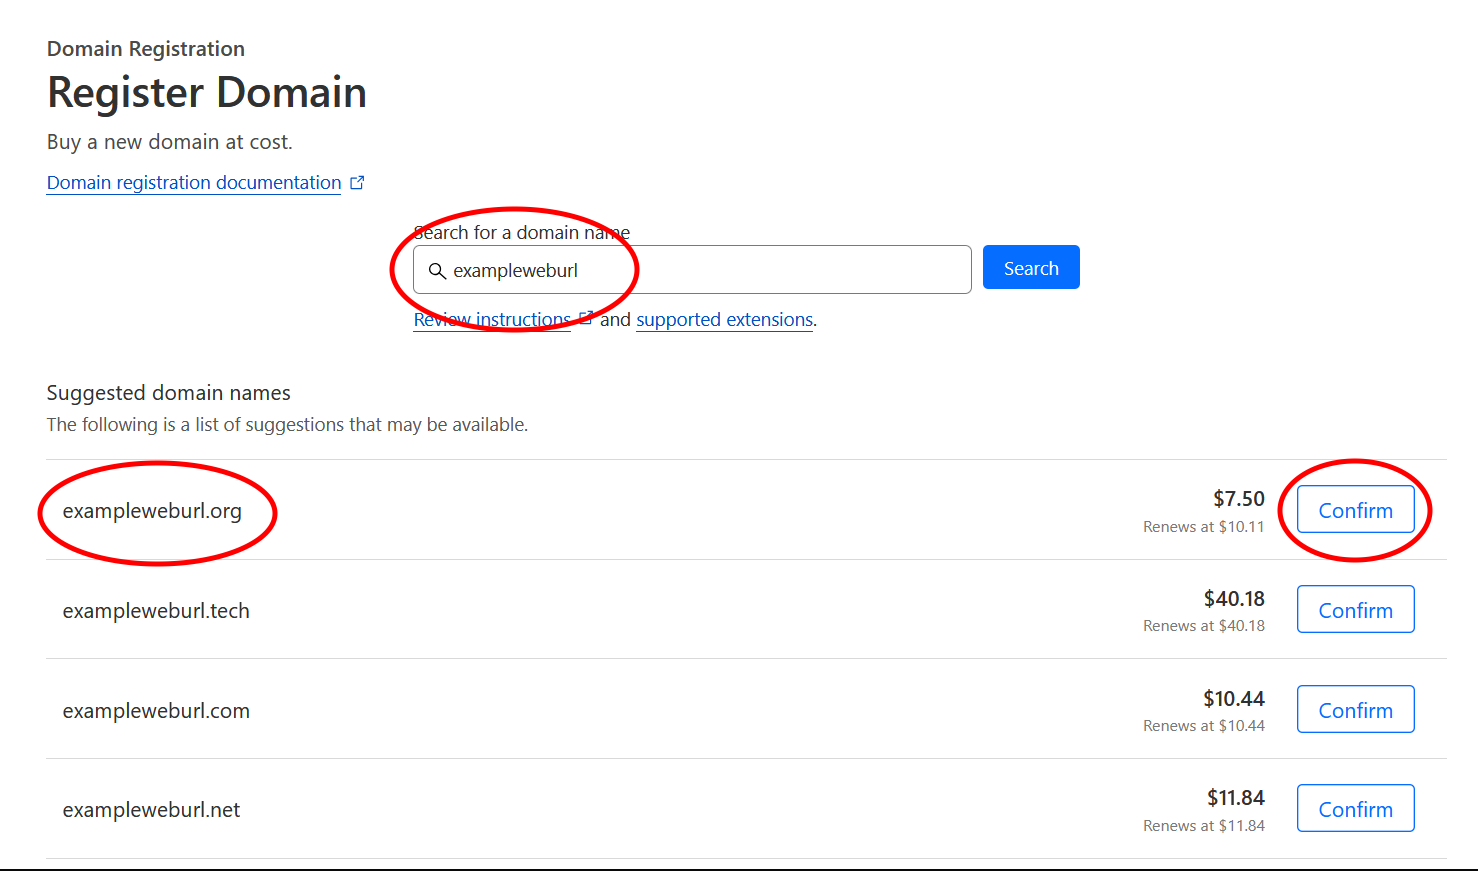 Domain Registration
Register Domain
Buy a new domain at cost.
Domain registration documentation
Search for a domain name
exampleweburl
Search
Review instructions and supported extensions.
Suggested domain names
The following is a list of suggestions that may be available.
exampleweburl.org
$7.50
Renews at $10.11
Confirm
exampleweburl.tech
$40.18
Renews at $40.18
Confirm
exampleweburl.com
$10.44
Renews at $10.44
Confirm
exampleweburl.net
$11.84
Renews at $11.84
Confirm